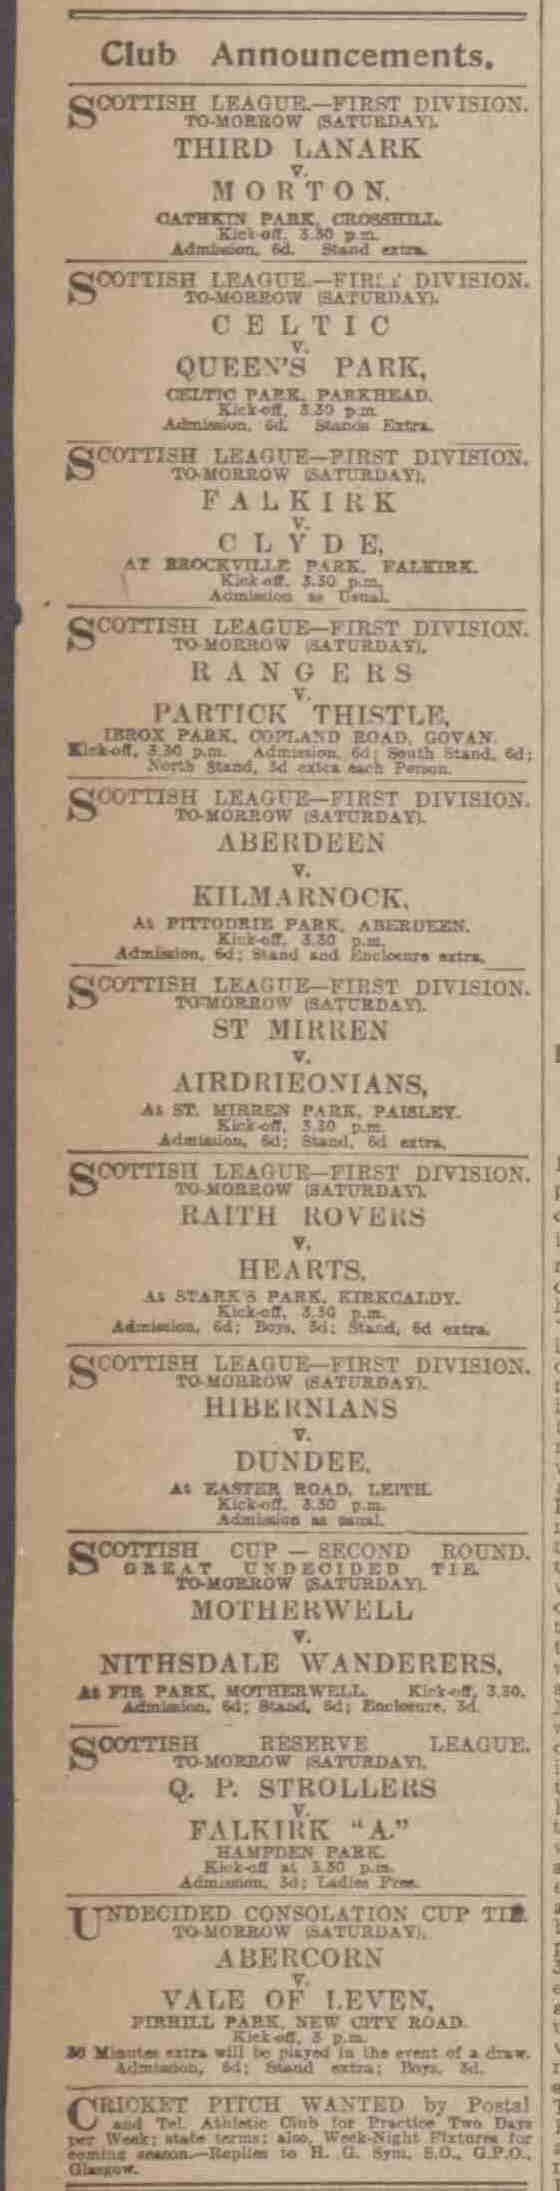 Club Announcements.
SCOTTISH LEAGUE.—FIRST DIVISION.
TO-MORROW (SATURDAY).
THIRD LANARK
v.
MORTON.
CATHKIN PARK, CROSSHILL.
Kick-off, 3.30 p.m.
Admission, 6d. Stand extra.
SCOTTISH LEAGUE.—FIRST DIVISION.
TO-MORROW (SATURDAY).
CELTIC
v.
QUEEN'S PARK,
CELTIC PARK, PARKHEAD.
Kick-off, 3.30 p.m.
Admission, 6d. Stands Extra.
SCOTTISH LEAGUE—FIRST DIVISION.
TO-MORROW (SATURDAY).
FALKIRK
v.
CLYDE,
AT BROCKVILLE PARK, FALKIRK.
Kick-off, 3.30 p.m.
Admission as Usual.
SCOTTISH LEAGUE—FIRST DIVISION.
TO-MORROW (SATURDAY).
RANGERS
v.
PARTICK THISTLE,
IBROX PARK, COPLAND ROAD, GOVAN.
Kick-off, 3.30 p.m. Admission, 6d; South Stand, 6d;
North Stand, 3d extra each Person.
SCOTTISH LEAGUE—FIRST DIVISION.
TO-MORROW (SATURDAY).
ABERDEEN
v.
KILMARNOCK,
At PITTODRIE PARK, ABERDEEN.
Kick-off, 3.30 p.m.
Admission, 6d; Stand and Enclosure extra.
SCOTTISH LEAGUE—FIRST DIVISION.
TO-MORROW (SATURDAY).
ST MIRREN
v.
AIRDRIEONIANS,
At ST. MIRREN PARK, PAISLEY.
Kick-off, 3.30 p.m.
Admission, 6d; Stand, 6d extra.
SCOTTISH LEAGUE—FIRST DIVISION.
TO-MORROW (SATURDAY).
RAITH ROVERS
v.
HEARTS,
At STARK'S PARK, KIRKCALDY.
Kick-off, 3.30 p.m.
Admission, 6d; Boys, 3d; Stand, 6d extra.
SCOTTISH LEAGUE—FIRST DIVISION.
TO-MORROW (SATURDAY).
HIBERNIANS
v.
DUNDEE,
At EASTER ROAD, LEITH.
Kick-off, 3.30 p.m.
Admission as usual.
SCOTTISH CUP — SECOND ROUND.
GREAT UNDECIDED TIE.
TO-MORROW (SATURDAY).
MOTHERWELL
v.
NITHSDALE WANDERERS,
At FIR PARK, MOTHERWELL. Kick-off, 3.30.
Admission, 6d; Stand, 6d; Enclosure, 3d.
SCOTTISH RESERVE LEAGUE.
TO-MORROW (SATURDAY).
Q. P. STROLLERS
v.
FALKIRK "A."
HAMPDEN PARK.
Kick-off at 3.30 p.m.
Admission, 3d; Ladies Free.
UNDECIDED CONSOLATION CUP TIE.
TO-MORROW (SATURDAY).
ABERCORN
v.
VALE OF LEVEN,
FIRHILL PARK, NEW CITY ROAD.
Kick-off, 3 p.m.
30 Minutes extra will be played in the event of a draw.
Admission, 6d; Stand extra; Boys, 3d.
CRICKET PITCH WANTED by Postal
and Tel. Athletic Club for Practice Two Days
per Week; state terms; also, Week-Night Fixtures for
coming season.—Replies to H. G. Sym, S.O., G.P.O.,
Glasgow.